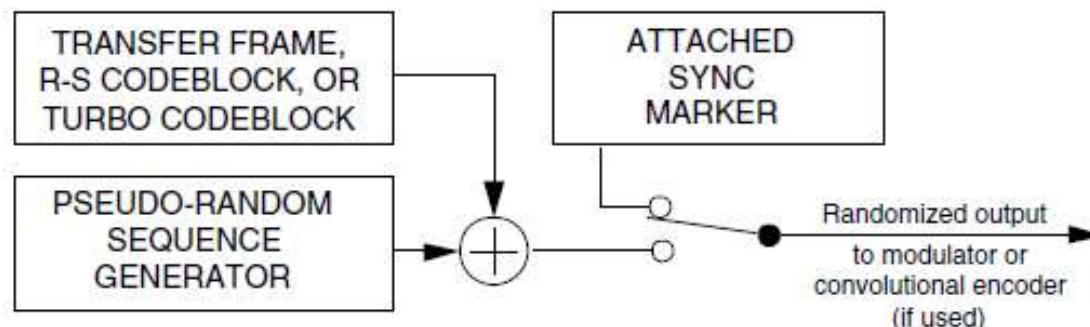 TRANSFER FRAME,
R-S CODEBLOCK, OR
TURBO CODEBLOCK
ATTACHED
SYNC
MARKER
PSEUDO-RANDOM
SEQUENCE
GENERATOR
Randomized output
to modulator or
convolutional encoder
(if used)